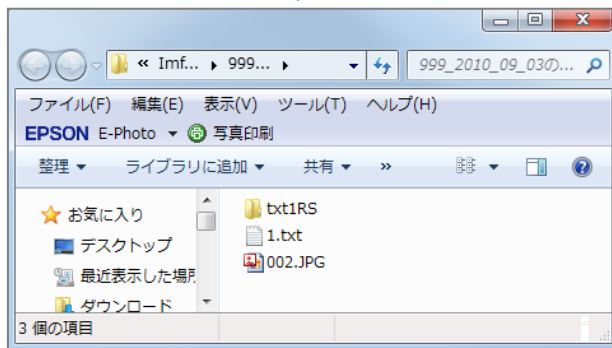 « Imf... ▸ 999... ▸ 999_2010_09_03の...
ファイル(F) 編集(E) 表示(V) ツール(T) ヘルプ(H)
EPSON E-Photo 写真印刷
整理 ライブラリに追加 共有 »
お気に入り
デスクトップ
最近表示した場所
ダウンロード
txt1RS
1.txt
002.JPG
3 個の項目